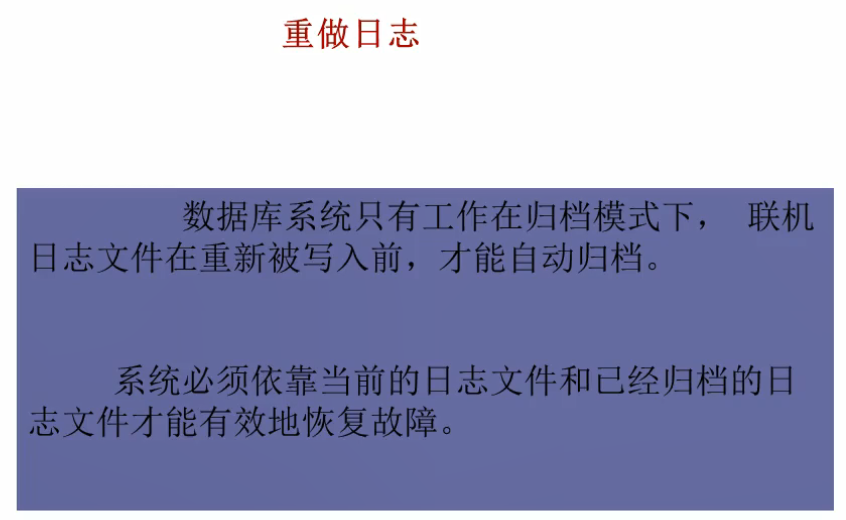 重做日志
数据库系统只有工作在归档模式下， 联机
日志文件在重新被写入前，才能自动归档。
系统必须依靠当前的日志文件和已经归档的日
志文件才能有效地恢复故障。